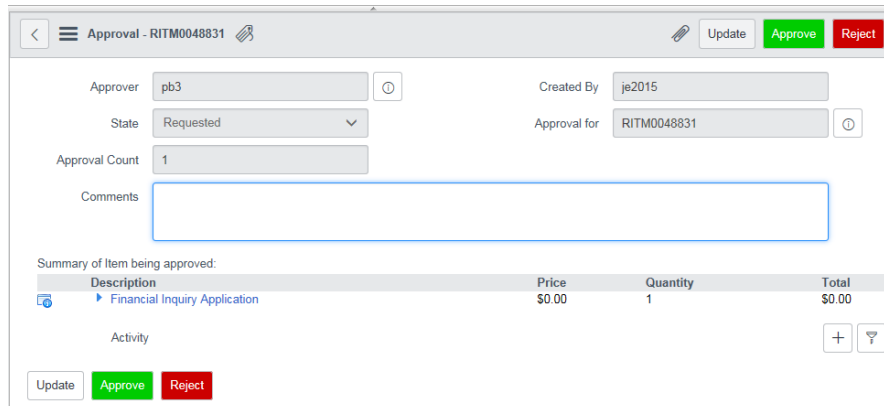 Approval - RITM0048831 Update Approve Reject
Approver pb3 Created By je2015
State Requested Approval for RITM0048831
Approval Count 1
Comments
Summary of Item being approved:
Description Price Quantity Total
Financial Inquiry Application $0.00 1 $0.00
Activity
Update Approve Reject